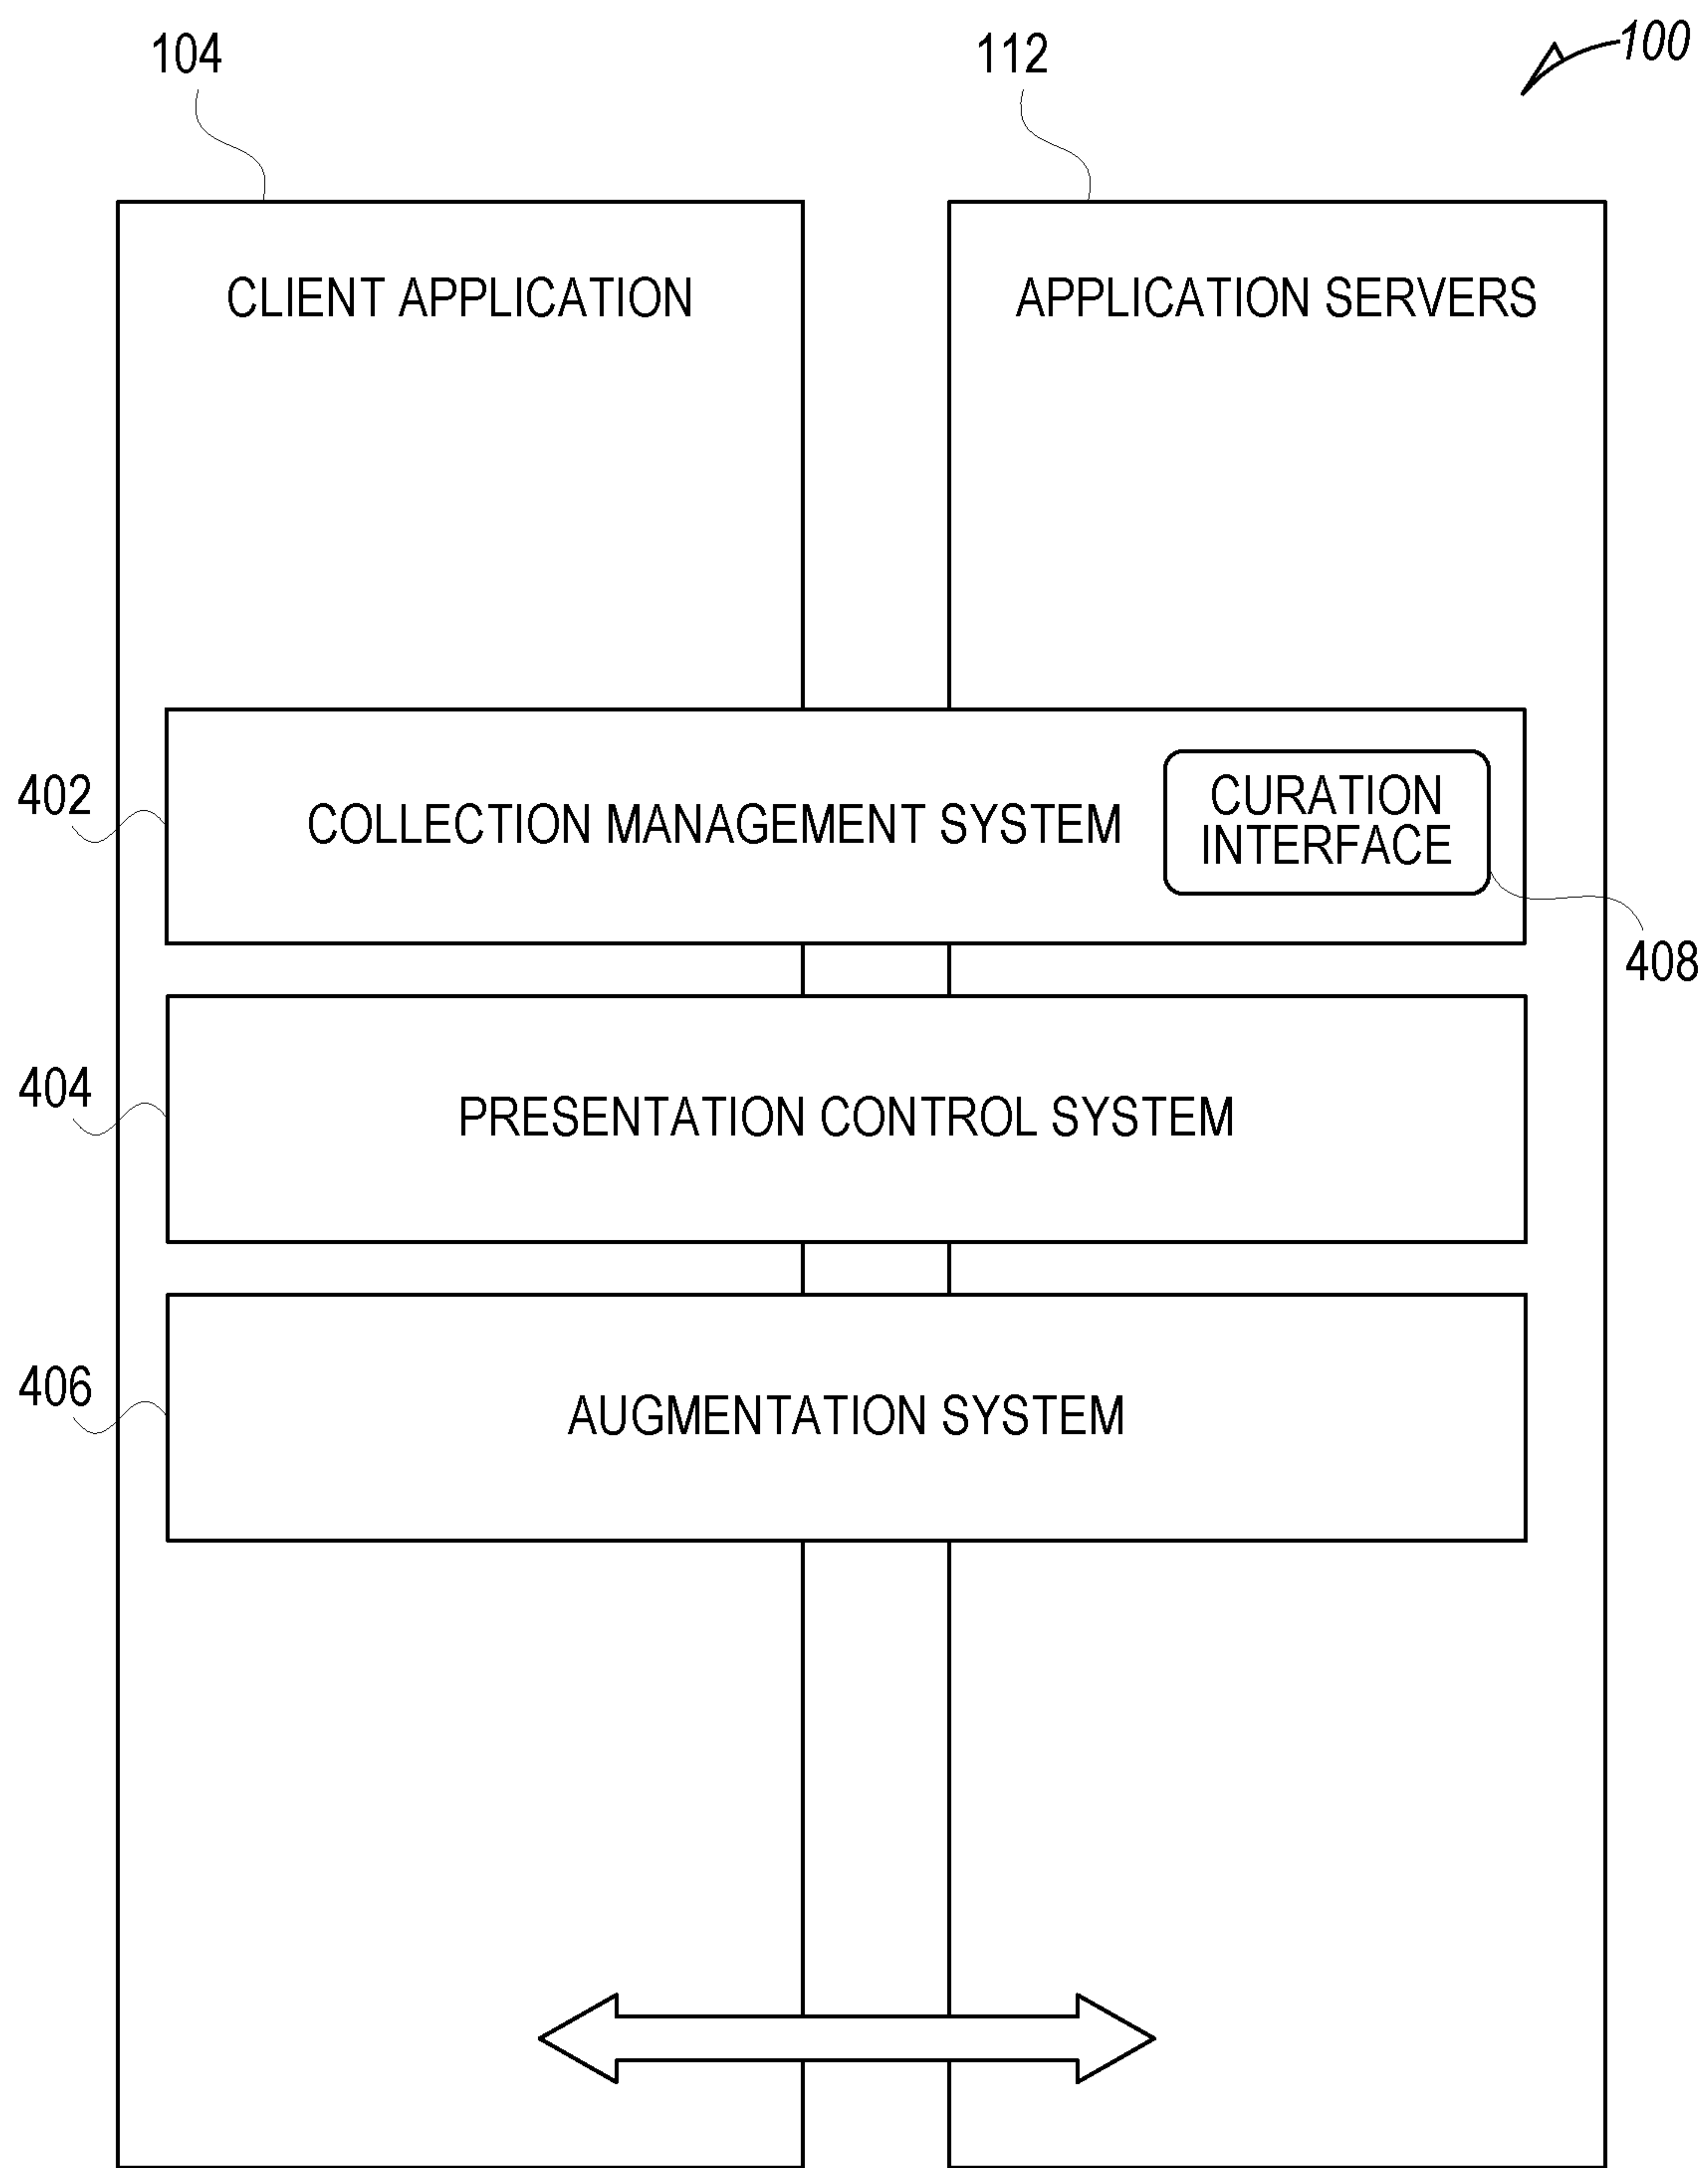 104
112
100
CLIENT APPLICATION
APPLICATION SERVERS
402
COLLECTION MANAGEMENT SYSTEM
CURATION
INTERFACE
408
404
PRESENTATION CONTROL SYSTEM
406
AUGMENTATION SYSTEM